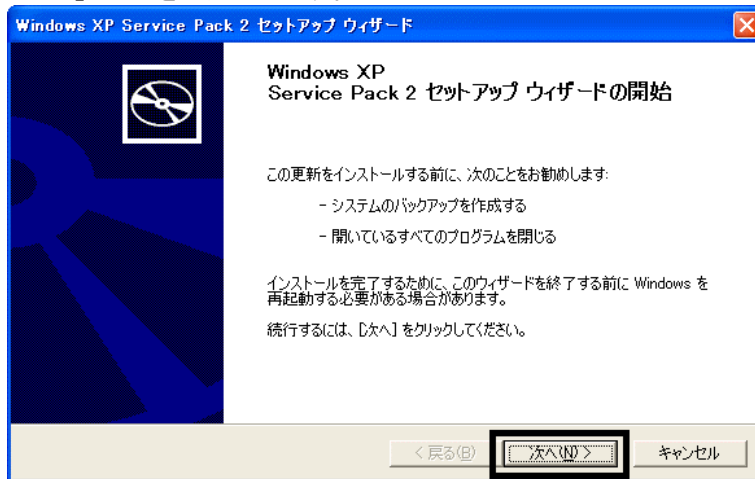 Windows XP Service Pack 2 セットアップ ウィザード
Windows XP
Service Pack 2 セットアップ ウィザードの開始
この更新をインストールする前に、次のことをお勧めします:
- システムのバックアップを作成する
- 開いているすべてのプログラムを閉じる
インストールを完了するために、このウィザードを終了する前に Windows を
再起動する必要がある場合があります。
続行するには、[次へ] をクリックしてください。
< 戻る(B)
次へ(N) >
キャンセル